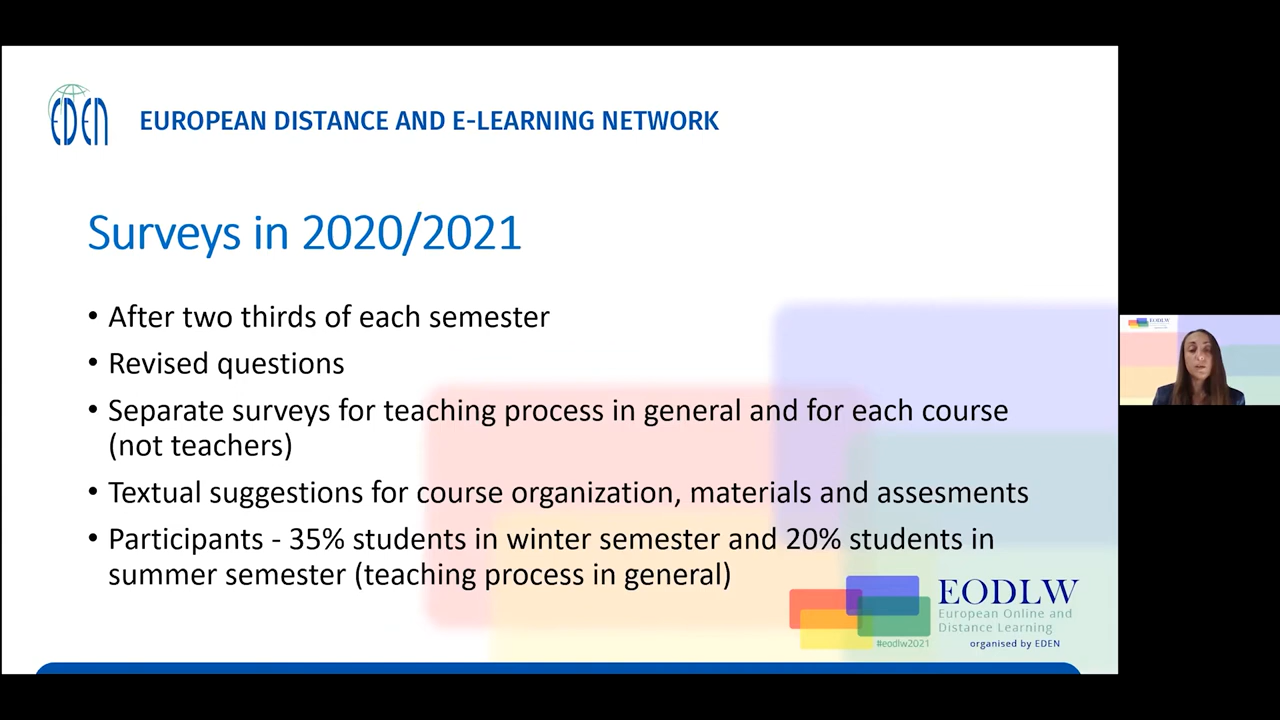 EDEN
EUROPEAN DISTANCE AND E-LEARNING NETWORK
Surveys in 2020/2021
• After two thirds of each semester
• Revised questions
• Separate surveys for teaching process in general and for each course
(not teachers)
• Textual suggestions for course organization, materials and assesments
• Participants - 35% students in winter semester and 20% students in
summer semester (teaching process in general)
EODLW
European Online and
Distance Learning
#eodlw2021
organised by EDEN
EODLW